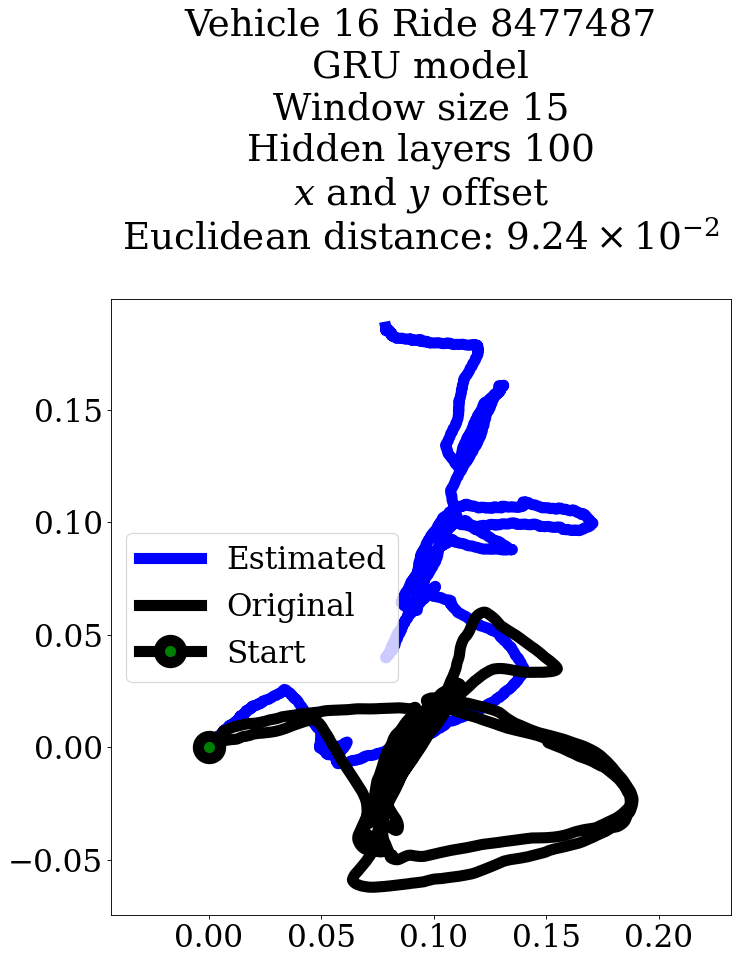 Vehicle 16 Ride 8477487
GRU model
Window size 15
Hidden layers 100
x and y offset
Euclidean distance: 9.24 × 10⁻²
0.15
0.10
0.05
0.00
−0.05
Estimated
Original
Start
0.00 0.05 0.10 0.15 0.20